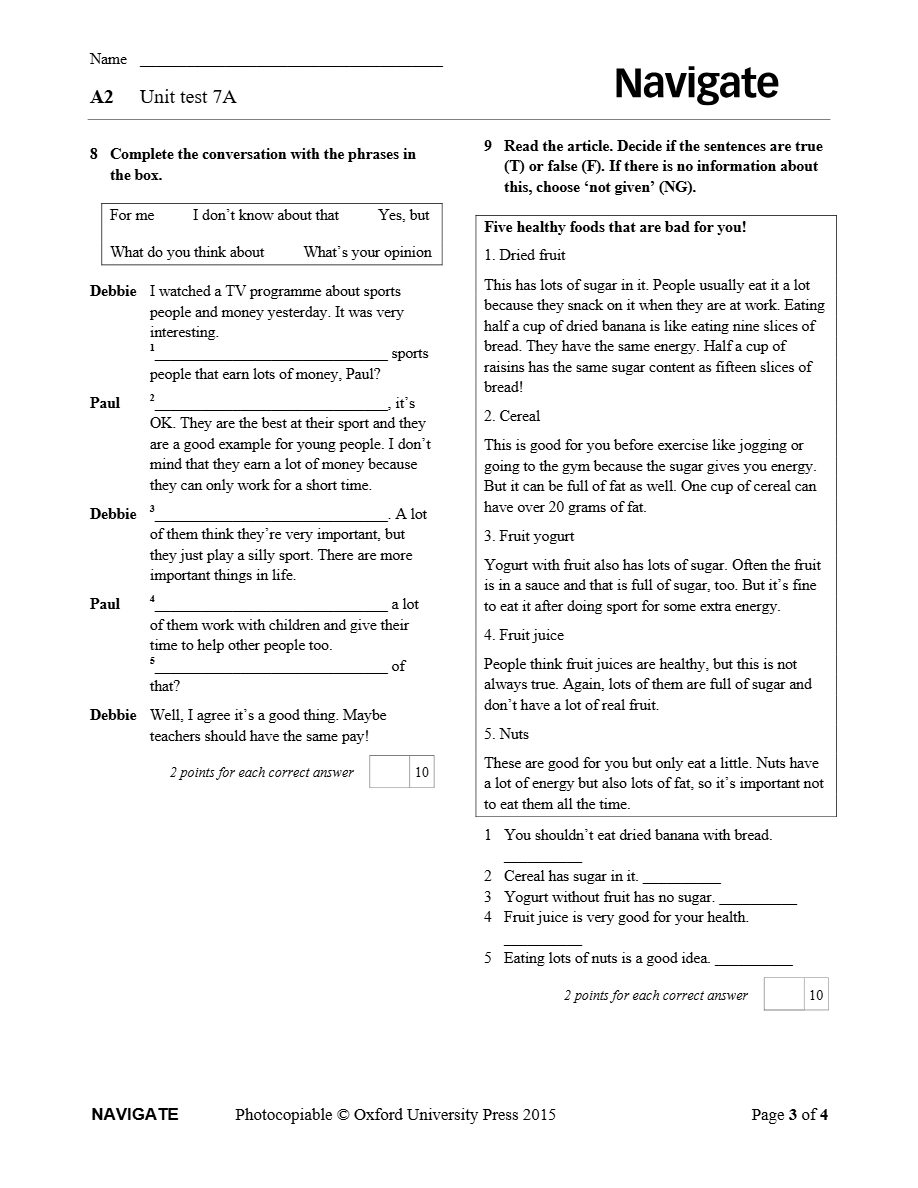 Name ____________________________________
Navigate
A2 Unit test 7A
8 Complete the conversation with the phrases in
the box.
For me I don’t know about that Yes, but
What do you think about What’s your opinion
Debbie I watched a TV programme about sports
people and money yesterday. It was very
interesting.
1______________________________ sports
people that earn lots of money, Paul?
Paul 2______________________________, it’s
OK. They are the best at their sport and they
are a good example for young people. I don’t
mind that they earn a lot of money because
they can only work for a short time.
Debbie 3______________________________. A lot
of them think they’re very important, but
they just play a silly sport. There are more
important things in life.
Paul 4______________________________ a lot
of them work with children and give their
time to help other people too.
5______________________________ of
that?
Debbie Well, I agree it’s a good thing. Maybe
teachers should have the same pay!
2 points for each correct answer 10
9 Read the article. Decide if the sentences are true
(T) or false (F). If there is no information about
this, choose ‘not given’ (NG).
Five healthy foods that are bad for you!
1. Dried fruit
This has lots of sugar in it. People usually eat it a lot
because they snack on it when they are at work. Eating
half a cup of dried banana is like eating nine slices of
bread. They have the same energy. Half a cup of
raisins has the same sugar content as fifteen slices of
bread!
2. Cereal
This is good for you before exercise like jogging or
going to the gym because the sugar gives you energy.
But it can be full of fat as well. One cup of cereal can
have over 20 grams of fat.
3. Fruit yogurt
Yogurt with fruit also has lots of sugar. Often the fruit
is in a sauce and that is full of sugar, too. But it’s fine
to eat it after doing sport for some extra energy.
4. Fruit juice
People think fruit juices are healthy, but this is not
always true. Again, lots of them are full of sugar and
don’t have a lot of real fruit.
5. Nuts
These are good for you but only eat a little. Nuts have
a lot of energy but also lots of fat, so it’s important not
to eat them all the time.
1 You shouldn’t eat dried banana with bread.
__________
2 Cereal has sugar in it. __________
3 Yogurt without fruit has no sugar. __________
4 Fruit juice is very good for your health.
__________
5 Eating lots of nuts is a good idea. __________
2 points for each correct answer 10
NAVIGATE Photocopiable © Oxford University Press 2015 Page 3 of 4